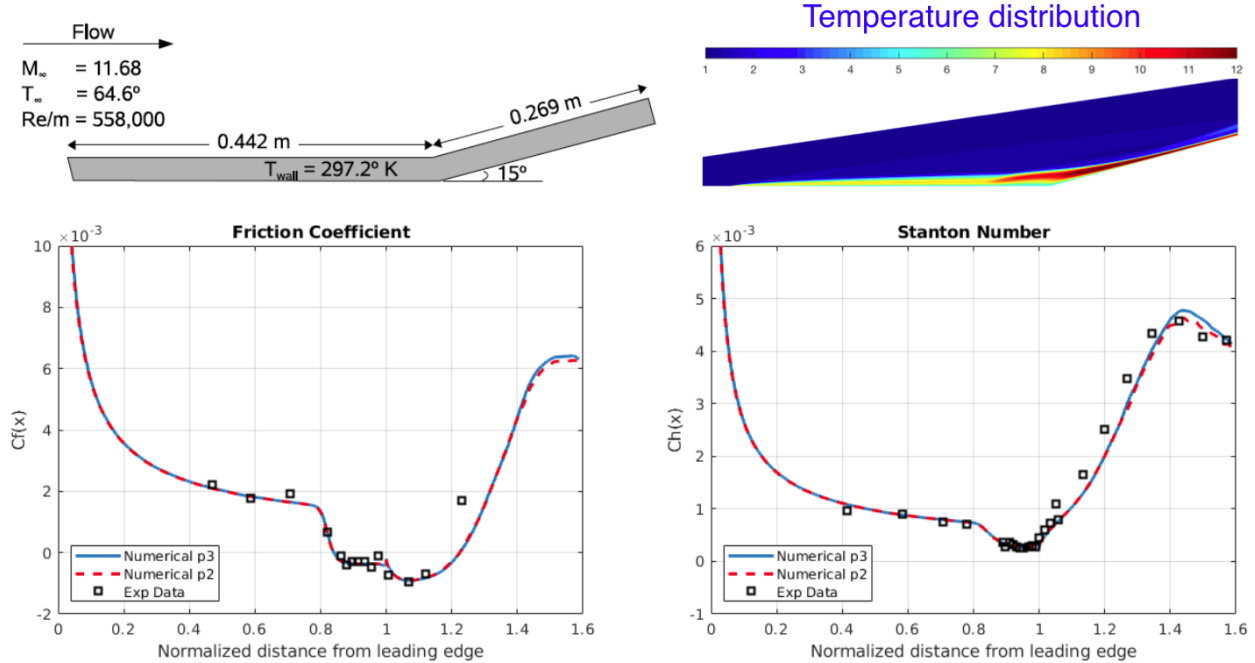 Flow
M∞ = 11.68
T∞ = 64.6º
Re/m = 558,000
0.442 m
0.269 m
T_wall = 297.2º K
15º
Temperature distribution
1 2 3 4 5 6 7 8 9 10 11 12
×10⁻³
Friction Coefficient
10
8
6
4
2
0
-2
Cf(x)
Numerical p3
Numerical p2
Exp Data
0 0.2 0.4 0.6 0.8 1 1.2 1.4 1.6
Normalized distance from leading edge
×10⁻³
Stanton Number
6
5
4
3
2
1
0
-1
Ch(x)
Numerical p3
Numerical p2
Exp Data
0 0.2 0.4 0.6 0.8 1 1.2 1.4 1.6
Normalized distance from leading edge